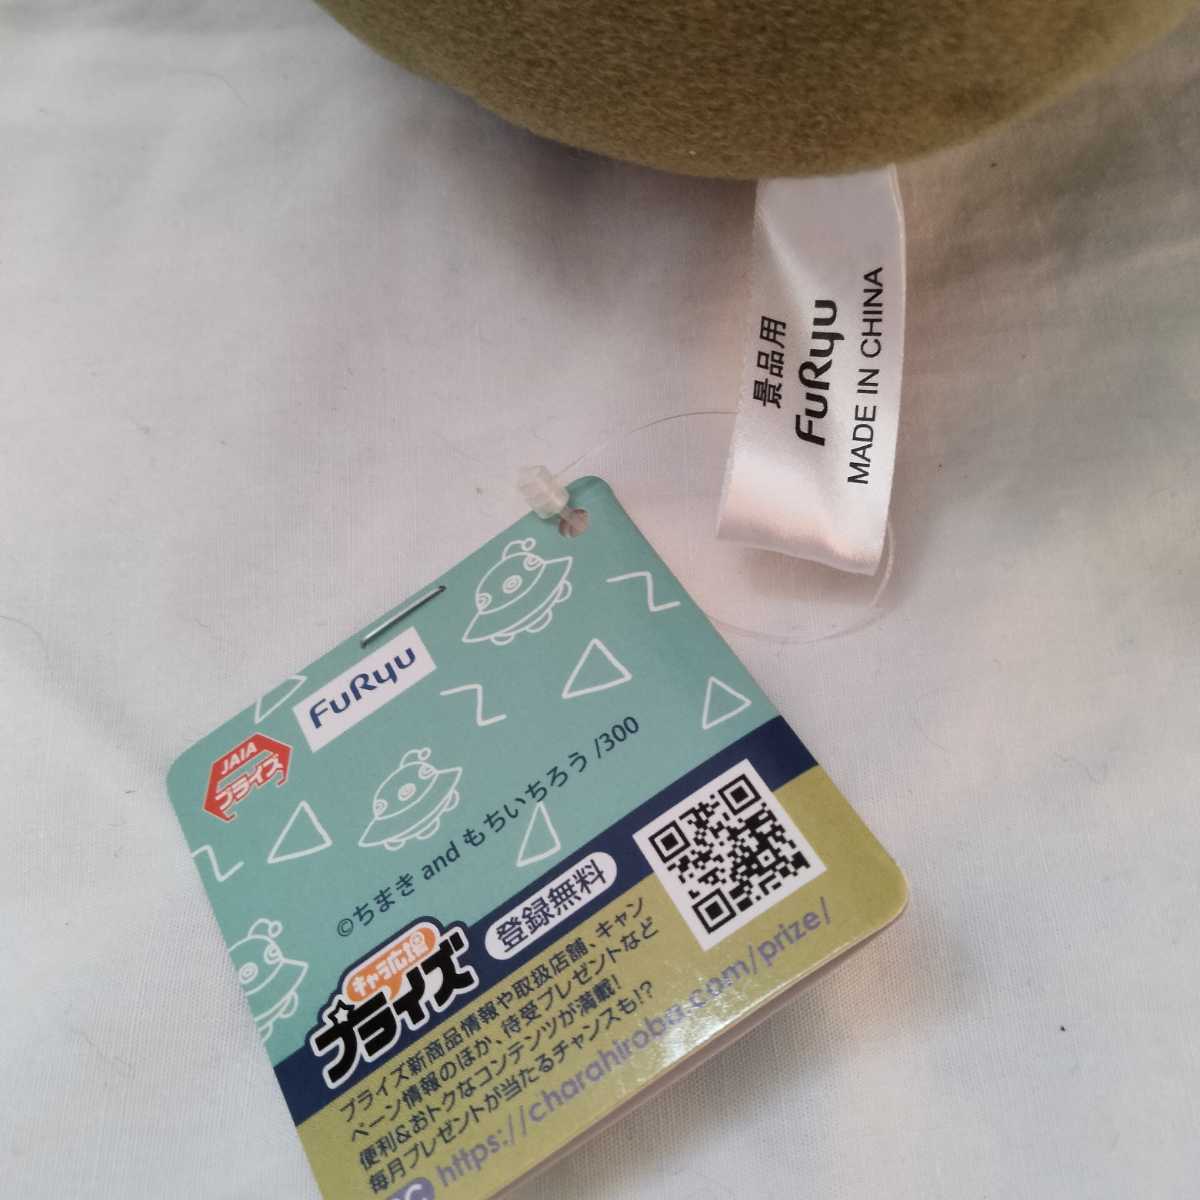 景品用
FuRyu
MADE IN CHINA
FuRyu
JAIA
プライズ
©ちまき and もちいちろう /300
キャラ広場
プライズ
登録無料
プライズ新商品情報や取扱店舗、キャン
ペーン情報のほか、待受プレゼントなど
便利&おトクなコンテンツが満載!
毎月プレゼントが当たるチャンスも!?
https://charahiroba.com/prize/